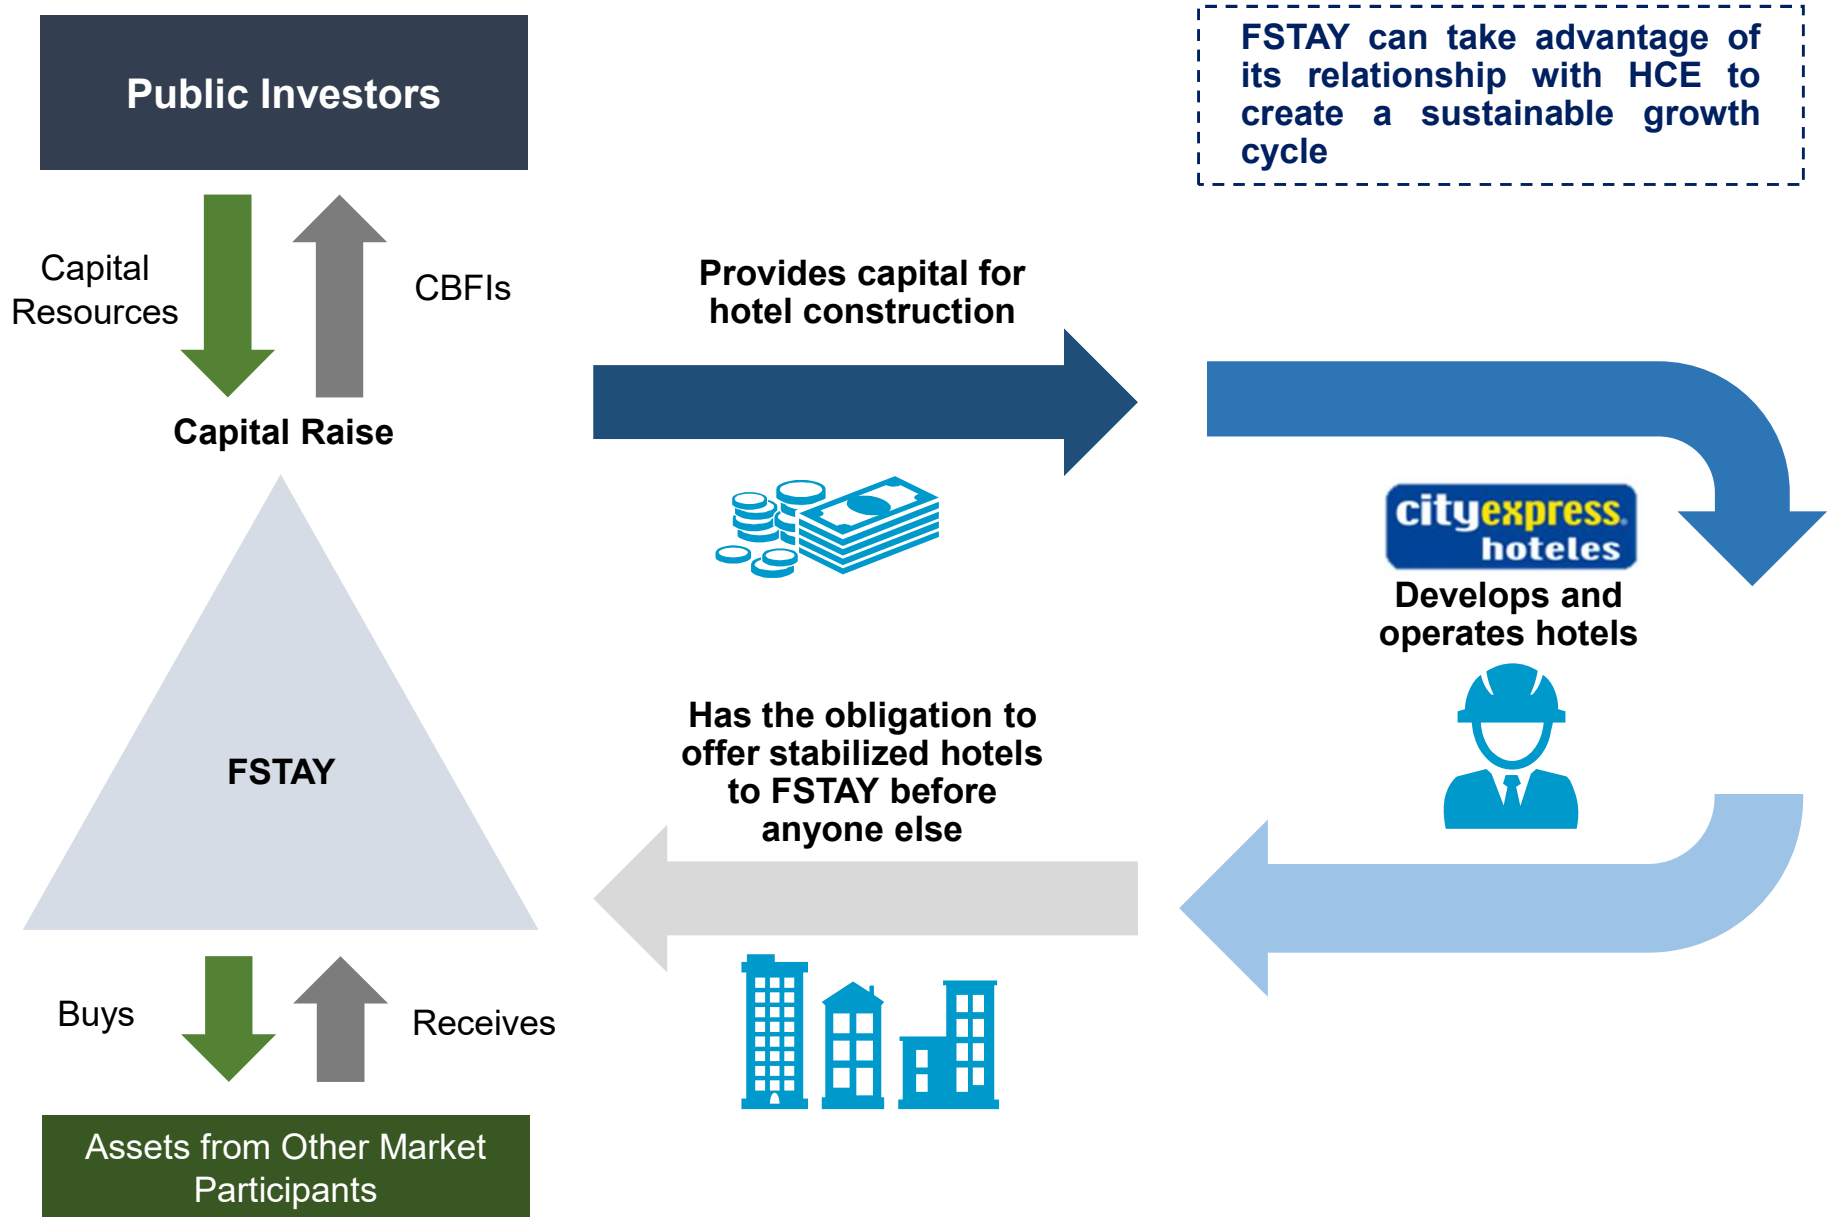 Public Investors
FSTAY can take advantage of
its relationship with HCE to
create a sustainable growth
cycle
Capital
Resources
CBFIs
Capital Raise
Provides capital for
hotel construction
cityexpress.
hoteles
Develops and
operates hotels
FSTAY
Has the obligation to
offer stabilized hotels
to FSTAY before
anyone else
Buys
Receives
Assets from Other Market
Participants